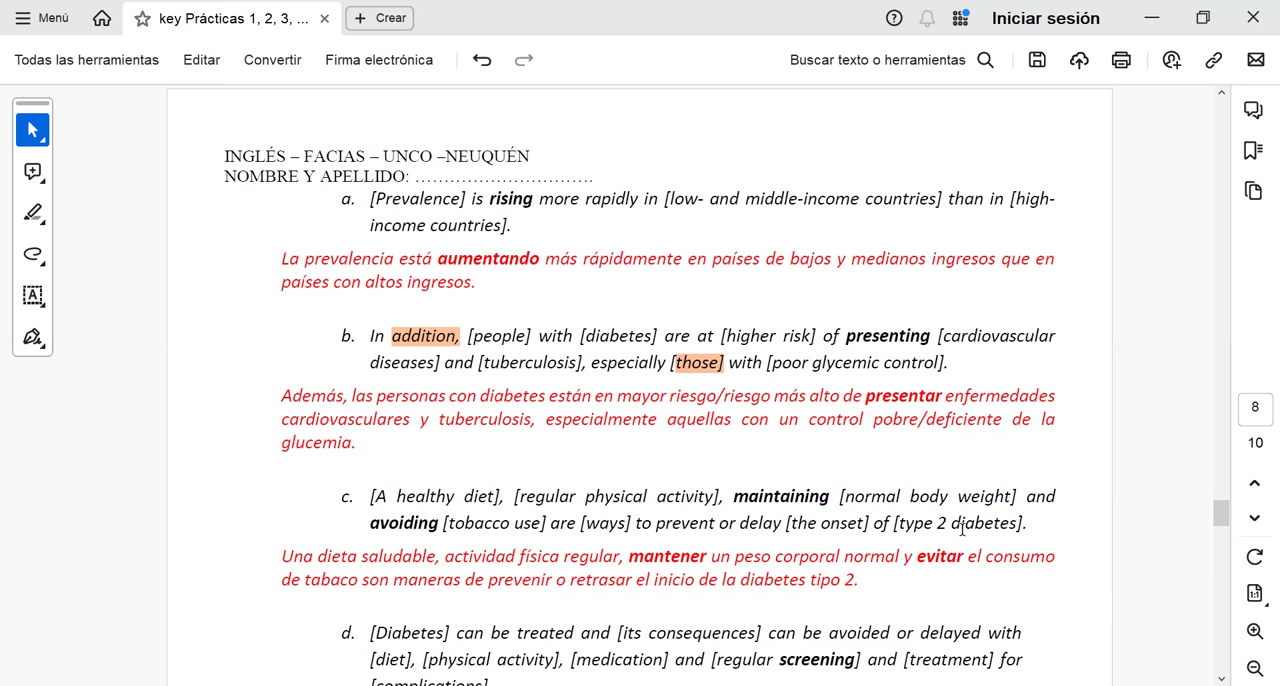 Menú
key Prácticas 1, 2, 3, ...
Crear
Iniciar sesión
Todas las herramientas
Editar
Convertir
Firma electrónica
Buscar texto o herramientas
INGLÉS – FACIAS – UNCO –NEUQUÉN
NOMBRE Y APELLIDO: ..............................
a. [Prevalence] is rising more rapidly in [low- and middle-income countries] than in [high-
income countries].
La prevalencia está aumentando más rápidamente en países de bajos y medianos ingresos que en
países con altos ingresos.
b. In addition, [people] with [diabetes] are at [higher risk] of presenting [cardiovascular
diseases] and [tuberculosis], especially [those] with [poor glycemic control].
Además, las personas con diabetes están en mayor riesgo/riesgo más alto de presentar enfermedades
cardiovasculares y tuberculosis, especialmente aquellas con un control pobre/deficiente de la
glucemia.
c. [A healthy diet], [regular physical activity], maintaining [normal body weight] and
avoiding [tobacco use] are [ways] to prevent or delay [the onset] of [type 2 diabetes].
Una dieta saludable, actividad física regular, mantener un peso corporal normal y evitar el consumo
de tabaco son maneras de prevenir o retrasar el inicio de la diabetes tipo 2.
d. [Diabetes] can be treated and [its consequences] can be avoided or delayed with
[diet], [physical activity], [medication] and [regular screening] and [treatment] for
[complications]
8
10
1:1